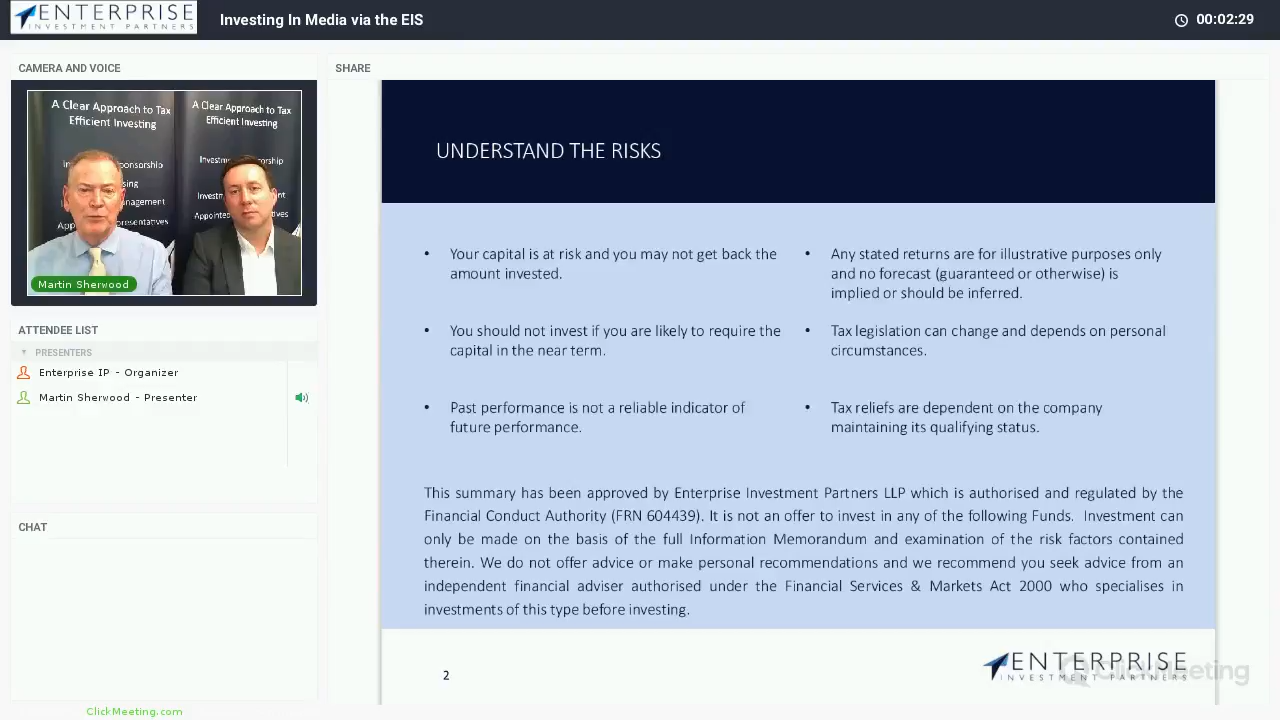 ENTERPRISE
INVESTMENT PARTNERS
Investing In Media via the EIS
00:02:29
CAMERA AND VOICE
A Clear Approach to Tax
Efficient Investing
A Clear Approach to Tax
Efficient Investing
Martin Sherwood
ATTENDEE LIST
PRESENTERS
Enterprise IP - Organizer
Martin Sherwood - Presenter
CHAT
ClickMeeting.com
SHARE
UNDERSTAND THE RISKS
• Your capital is at risk and you may not get back the
amount invested.
• You should not invest if you are likely to require the
capital in the near term.
• Past performance is not a reliable indicator of
future performance.
• Any stated returns are for illustrative purposes only
and no forecast (guaranteed or otherwise) is
implied or should be inferred.
• Tax legislation can change and depends on personal
circumstances.
• Tax reliefs are dependent on the company
maintaining its qualifying status.
This summary has been approved by Enterprise Investment Partners LLP which is authorised and regulated by the
Financial Conduct Authority (FRN 604439). It is not an offer to invest in any of the following Funds. Investment can
only be made on the basis of the full Information Memorandum and examination of the risk factors contained
therein. We do not offer advice or make personal recommendations and we recommend you seek advice from an
independent financial adviser authorised under the Financial Services & Markets Act 2000 who specialises in
investments of this type before investing.
2
ENTERPRISE
INVESTMENT PARTNERS
ClickMeeting